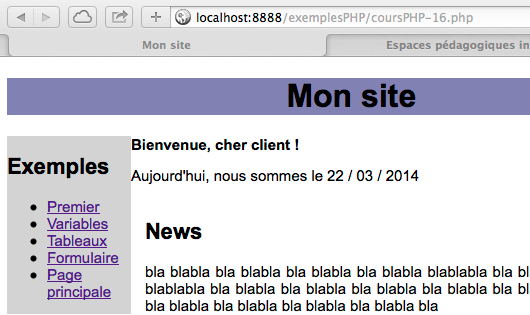 localhost:8888/exemplesPHP/coursPHP-16.php
Mon site
Espaces pédagogiques in
Mon site
Exemples
Premier
Variables
Tableaux
Formulaire
Page
principale
Bienvenue, cher client !
Aujourd'hui, nous sommes le 22 / 03 / 2014
News
bla blabla bla blabla bla blabla bla blabla blablabla bla bl
blablabla bla blabla bla blabla bla blabla bla blabla bla bl
bla blabla bla blabla bla blabla bla blabla bla